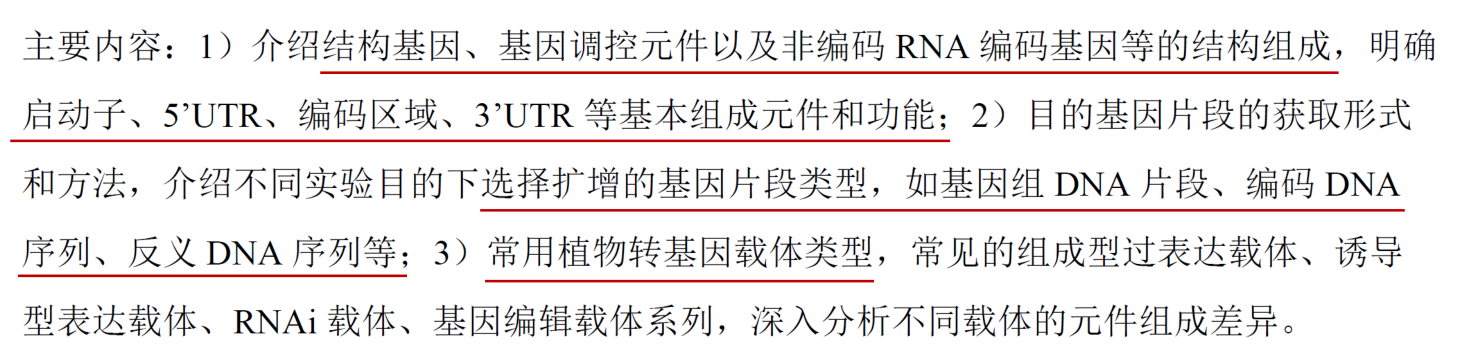 主要内容：1）介绍结构基因、基因调控元件以及非编码 RNA 编码基因等的结构组成，明确
启动子、5’UTR、编码区域、3’UTR 等基本组成元件和功能；2）目的基因片段的获取形式
和方法，介绍不同实验目的下选择扩增的基因片段类型，如基因组 DNA 片段、编码 DNA
序列、反义 DNA 序列等；3）常用植物转基因载体类型，常见的组成型过表达载体、诱导
型表达载体、RNAi 载体、基因编辑载体系列，深入分析不同载体的元件组成差异。